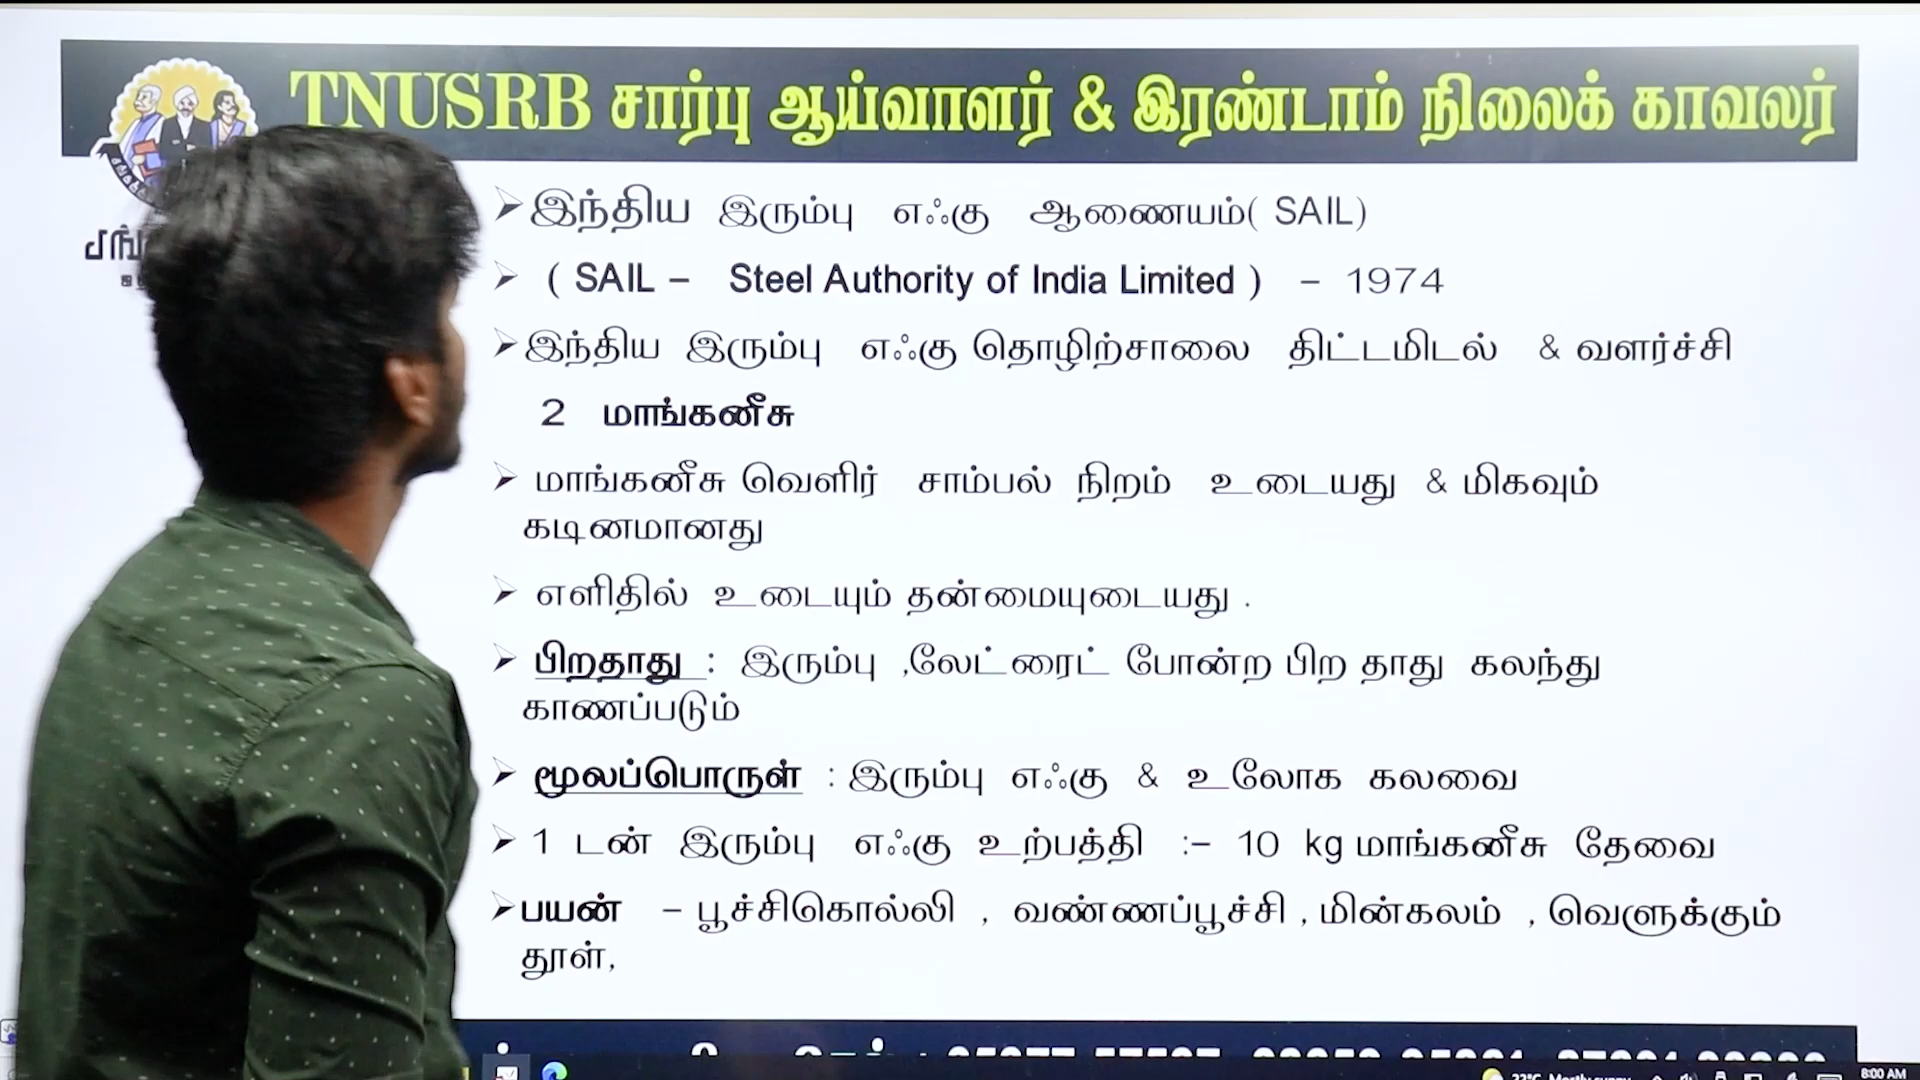 TNUSRB சார்பு ஆய்வாளர் & இரண்டாம் நிலைக் காவலர்
இந்திய இரும்பு எஃகு ஆணையம்( SAIL)
( SAIL – Steel Authority of India Limited ) – 1974
இந்திய இரும்பு எஃகு தொழிற்சாலை திட்டமிடல் & வளர்ச்சி
2 மாங்கனீசு
மாங்கனீசு வெளிர் சாம்பல் நிறம் உடையது & மிகவும்
கடினமானது
எளிதில் உடையும் தன்மையுடையது .
பிறதாது : இரும்பு ,லேட்ரைட் போன்ற பிற தாது கலந்து
காணப்படும்
மூலப்பொருள் : இரும்பு எஃகு & உலோக கலவை
1 டன் இரும்பு எஃகு உற்பத்தி :– 10 kg மாங்கனீசு தேவை
பயன் – பூச்சிகொல்லி , வண்ணப்பூச்சி , மின்கலம் , வெளுக்கும்
தூள்,
8:00 AM